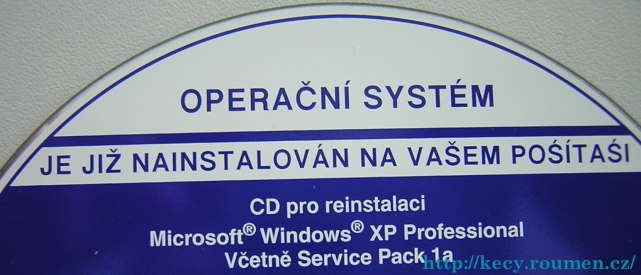 OPERAČNÍ SYSTÉM
JE JIŽ NAINSTALOVÁN NA VAŠEM POŚÍTAŚI
CD pro reinstalaci
Microsoft® Windows® XP Professional
Včetně Service Pack 1a
http://kecy.roumen.cz/